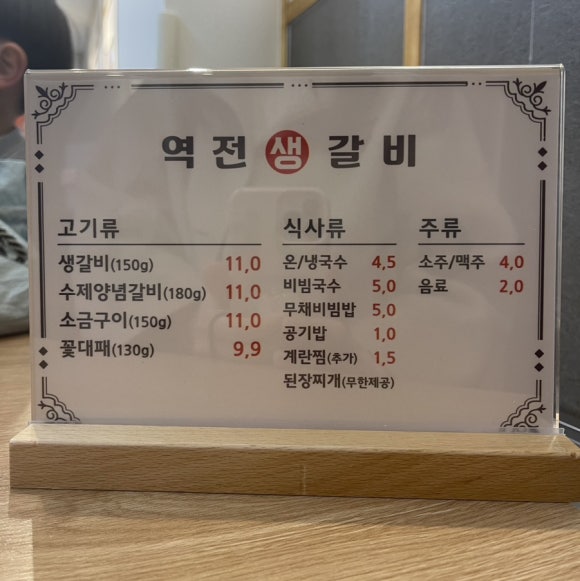 역전생갈비
고기류
생갈비(150g) 11,0
수제양념갈비(180g) 11,0
소금구이(150g) 11,0
꽃대패(130g) 9,9
식사류
온/냉국수 4,5
비빔국수 5,0
무채비빔밥 5,0
공기밥 1,0
계란찜(추가) 1,5
된장찌개(무한제공)
주류
소주/맥주 4,0
음료 2,0